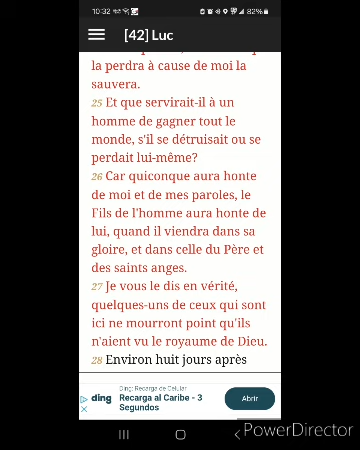 10:32
82%
[42] Luc
la perdra à cause de moi la
sauvera.
25 Et que servirait-il à un
homme de gagner tout le
monde, s'il se détruisait ou se
perdait lui-même?
26 Car quiconque aura honte
de moi et de mes paroles, le
Fils de l'homme aura honte de
lui, quand il viendra dans sa
gloire, et dans celle du Père et
des saints anges.
27 Je vous le dis en vérité,
quelques-uns de ceux qui sont
ici ne mourront point qu'ils
n'aient vu le royaume de Dieu.
28 Environ huit jours après
Ding: Recarga de Celular
ding
Recarga al Caribe - 3
Segundos
Abrir
PowerDirector